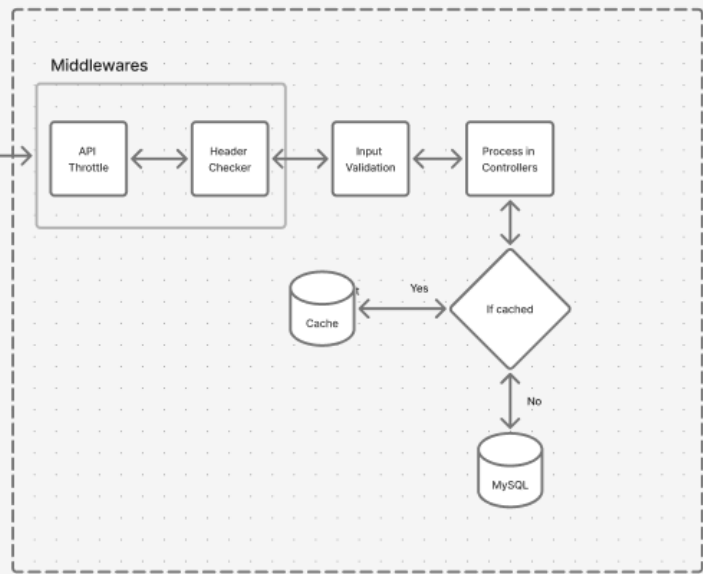 Middlewares
API
Throttle
Header
Checker
Input
Validation
Process in
Controllers
Yes
If cached
Cache
No
MySQL